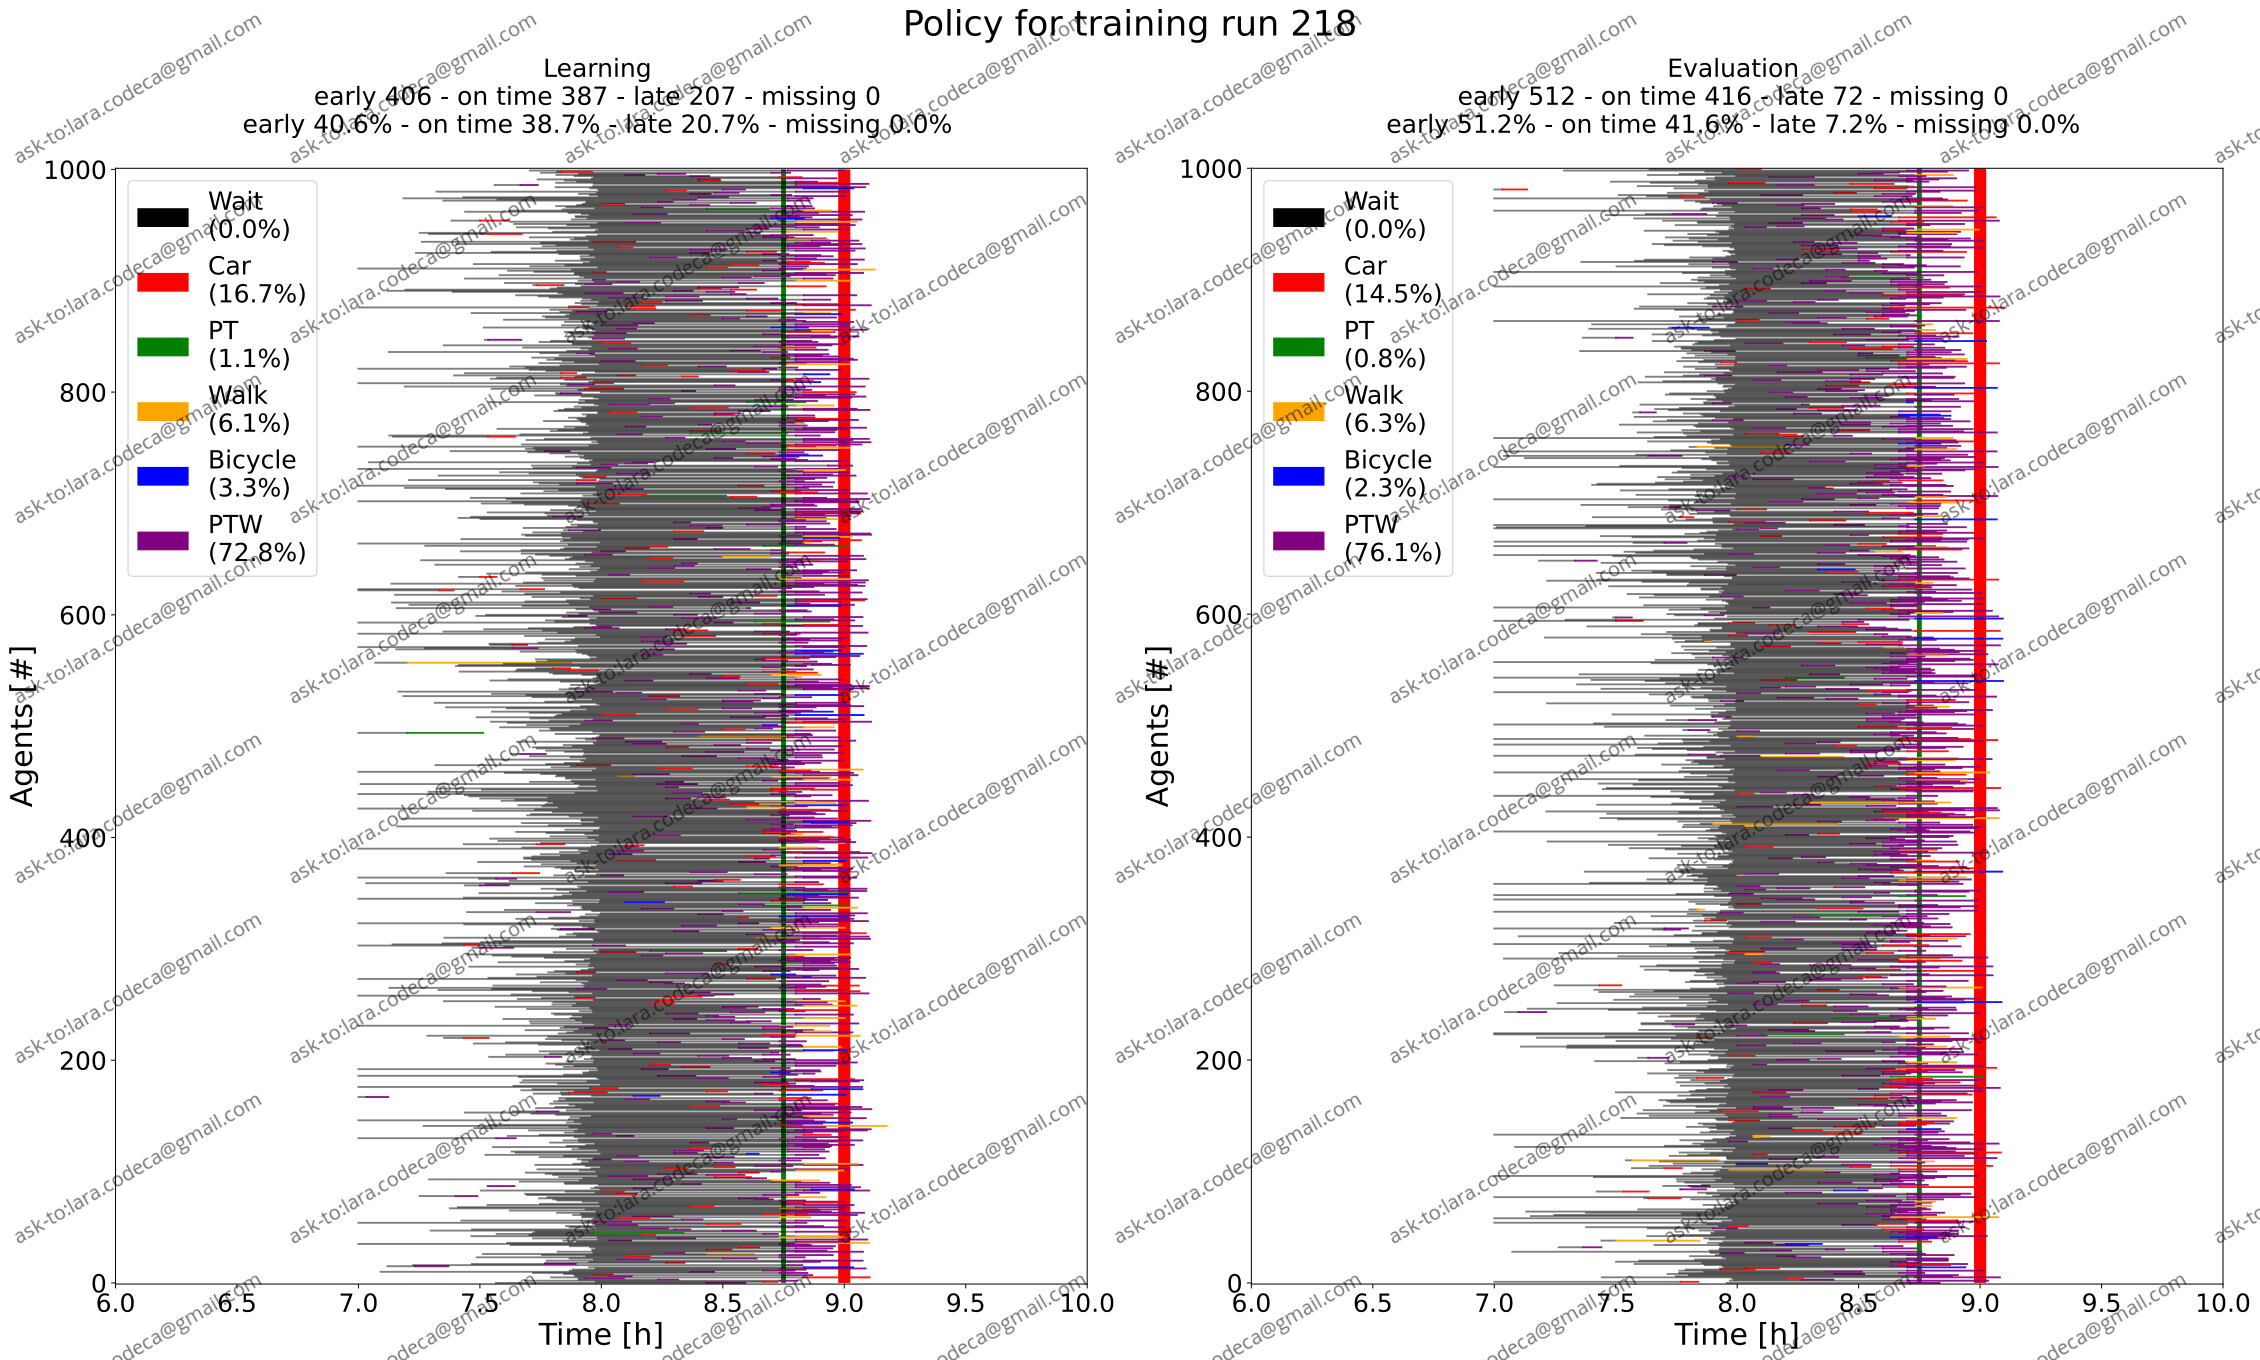 Policy for training run 218
Learning
early 406 - on time 387 - late 207 - missing 0
early 40.6% - on time 38.7% - late 20.7% - missing 0.0%
1000
800
600
400
200
0
Agents [#]
Wait
(0.0%)
Car
(16.7%)
PT
(1.1%)
Walk
(6.1%)
Bicycle
(3.3%)
PTW
(72.8%)
6.0 6.5 7.0 7.5 8.0 8.5 9.0 9.5 10.0
Time [h]
Evaluation
early 512 - on time 416 - late 72 - missing 0
early 51.2% - on time 41.6% - late 7.2% - missing 0.0%
1000
800
600
400
200
0
Agents [#]
Wait
(0.0%)
Car
(14.5%)
PT
(0.8%)
Walk
(6.3%)
Bicycle
(2.3%)
PTW
(76.1%)
6.0 6.5 7.0 7.5 8.0 8.5 9.0 9.5 10.0
Time [h]
ask-to:lara.codeca@gmail.com